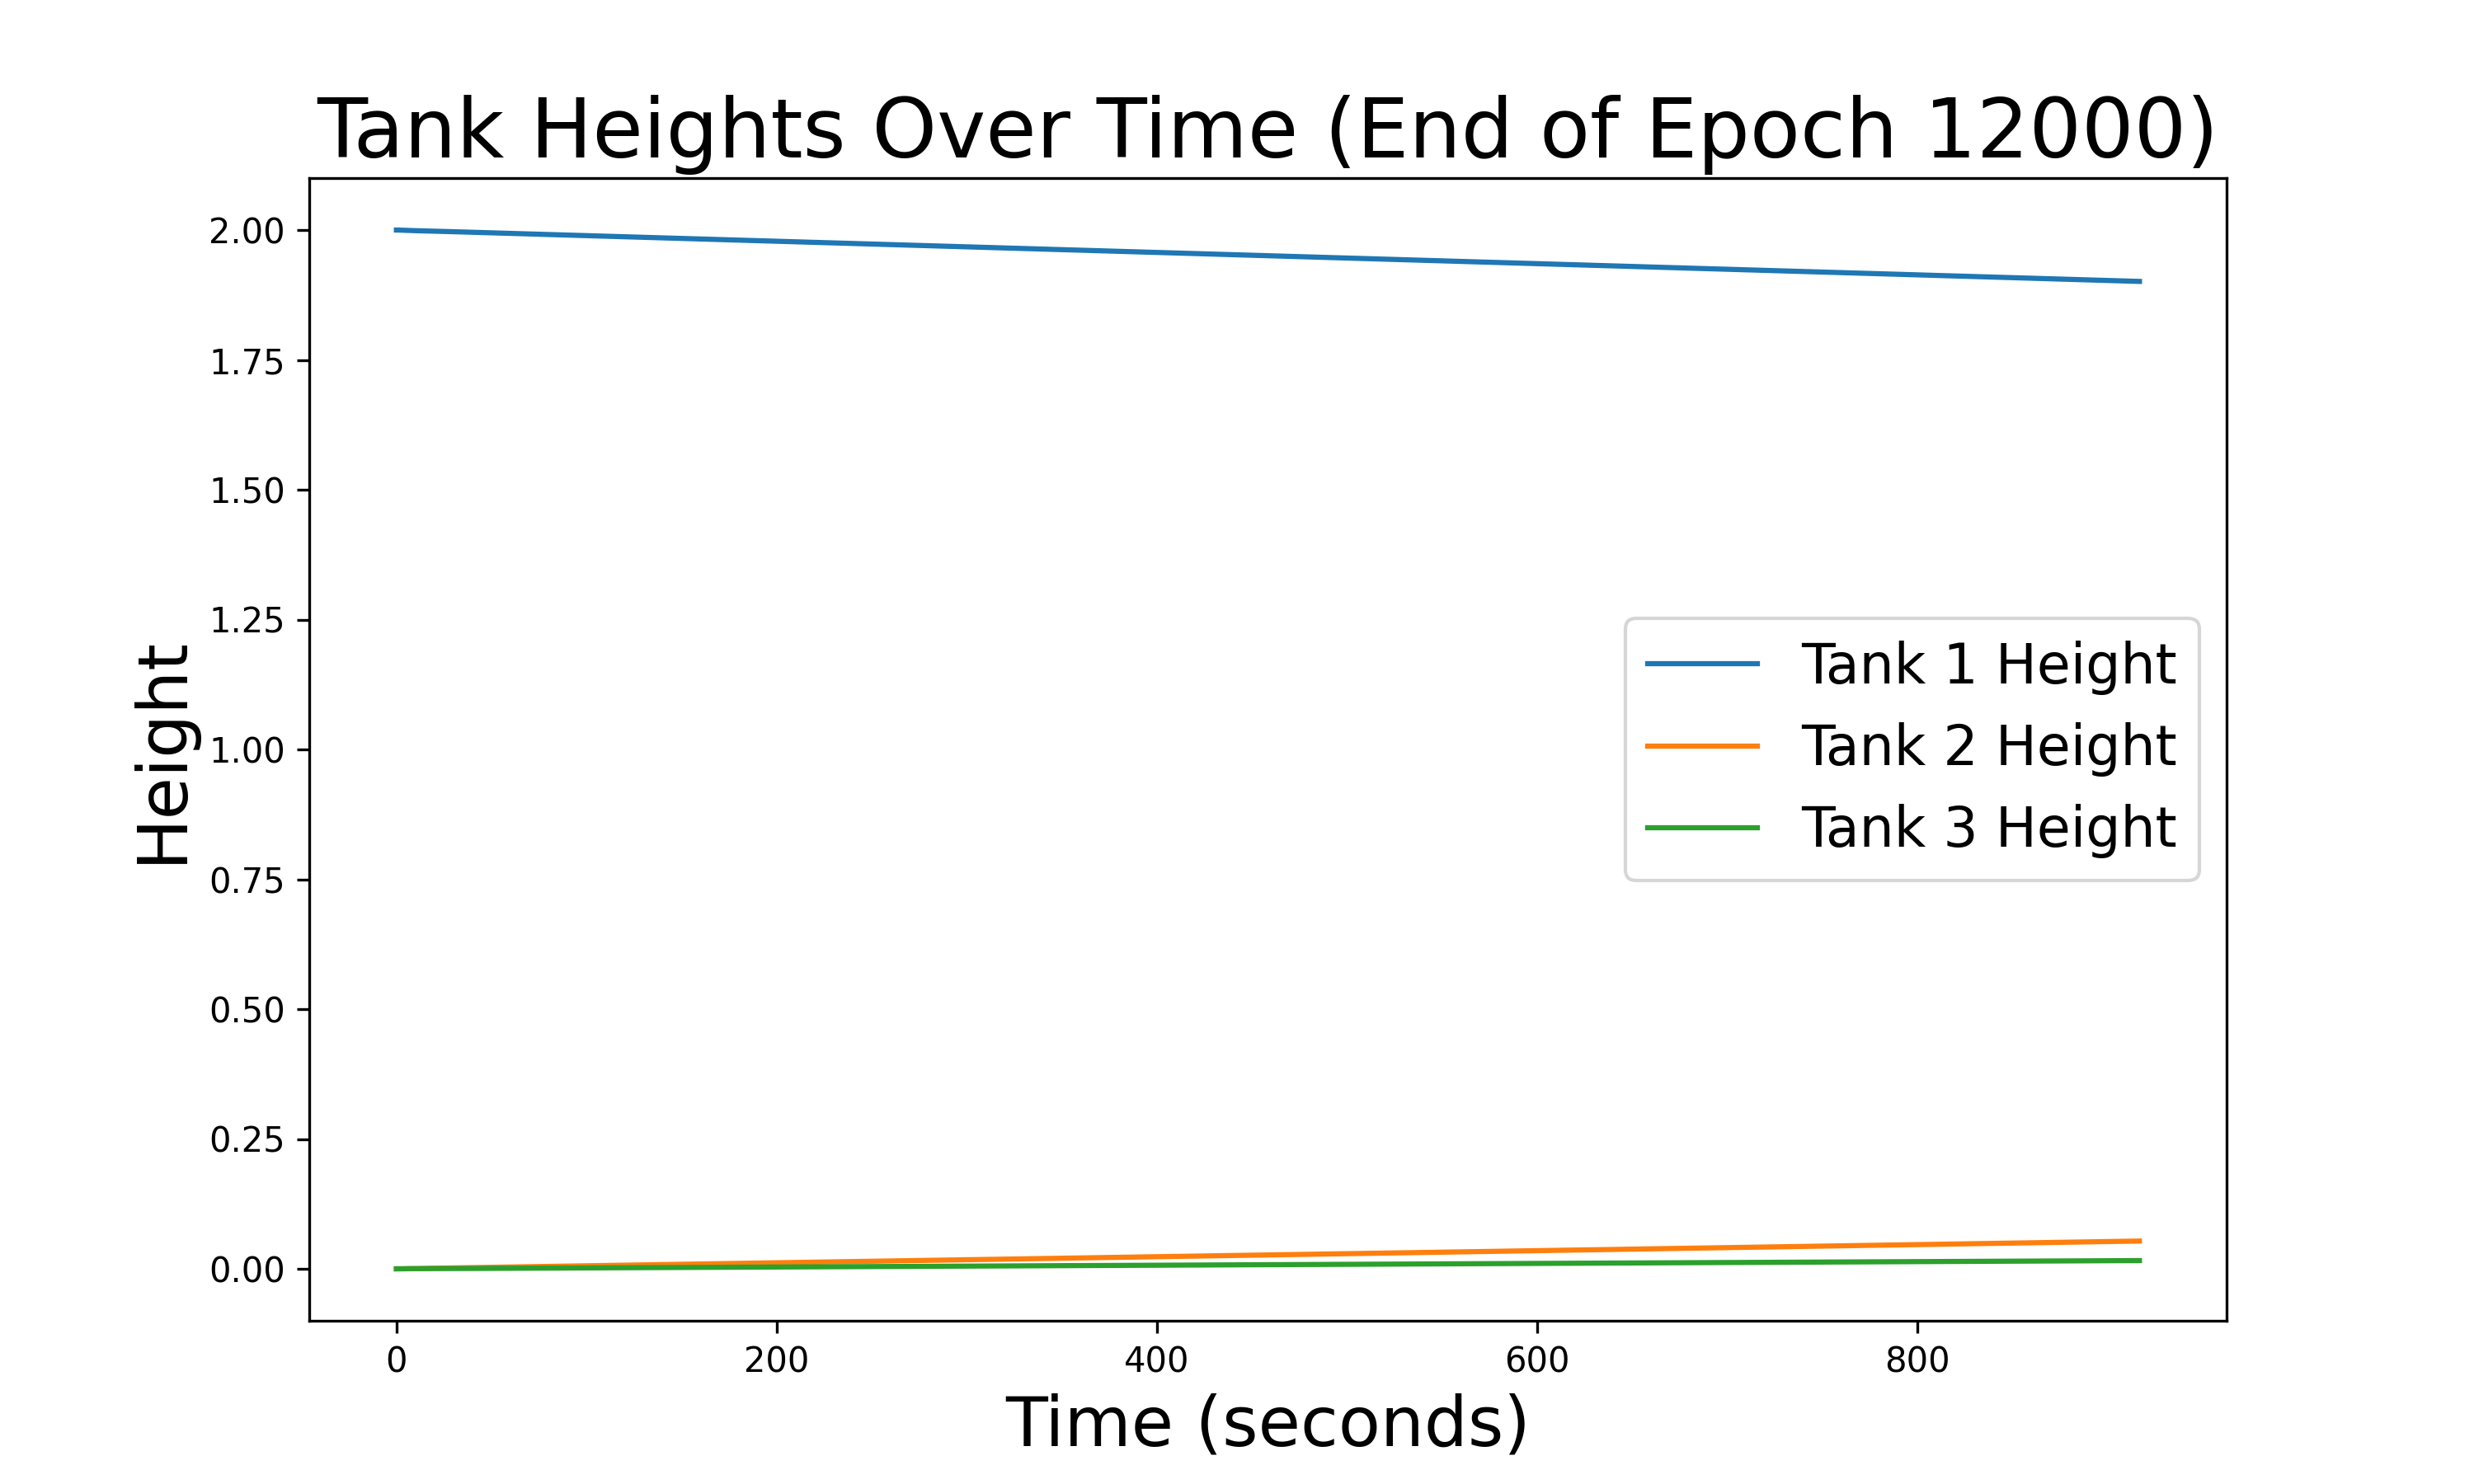 Tank Heights Over Time (End of Epoch 12000)
Height
2.00
1.75
1.50
1.25
1.00
0.75
0.50
0.25
0.00
Tank 1 Height
Tank 2 Height
Tank 3 Height
0 200 400 600 800
Time (seconds)